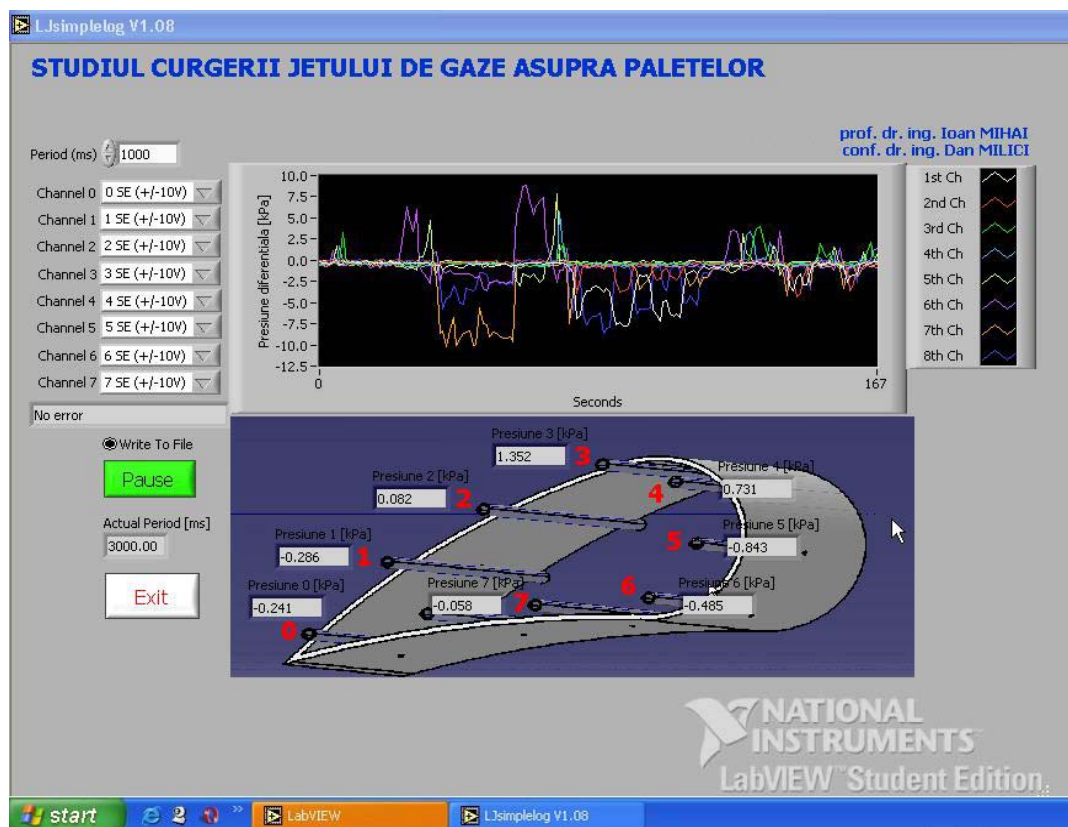 LJsimplelog V1.08
STUDIUL CURGERII JETULUI DE GAZE ASUPRA PALETELOR
prof. dr. ing. Ioan MIHAI
conf. dr. ing. Dan MILICI
Period (ms) 1000
Channel 0 0 SE (+/-10V)
Channel 1 1 SE (+/-10V)
Channel 2 2 SE (+/-10V)
Channel 3 3 SE (+/-10V)
Channel 4 4 SE (+/-10V)
Channel 5 5 SE (+/-10V)
Channel 6 6 SE (+/-10V)
Channel 7 7 SE (+/-10V)
No error
Write To File
Pause
Actual Period [ms]
3000.00
Exit
Presiune diferentiala [kPa]
10.0
7.5
5.0
2.5
0.0
-2.5
-5.0
-7.5
-10.0
-12.5
0
167
Seconds
1st Ch
2nd Ch
3rd Ch
4th Ch
5th Ch
6th Ch
7th Ch
8th Ch
Presiune 3 [kPa]
1.352
3
Presiune 4 [kPa]
0.731
4
Presiune 2 [kPa]
0.082
2
Presiune 5 [kPa]
-0.843
5
Presiune 1 [kPa]
-0.286
1
Presiune 0 [kPa]
-0.241
0
Presiune 7 [kPa]
-0.058
7
Presiune 6 [kPa]
-0.485
6
NATIONAL
INSTRUMENTS
LabVIEW™ Student Edition
start
»
LabVIEW
LJsimplelog V1.08